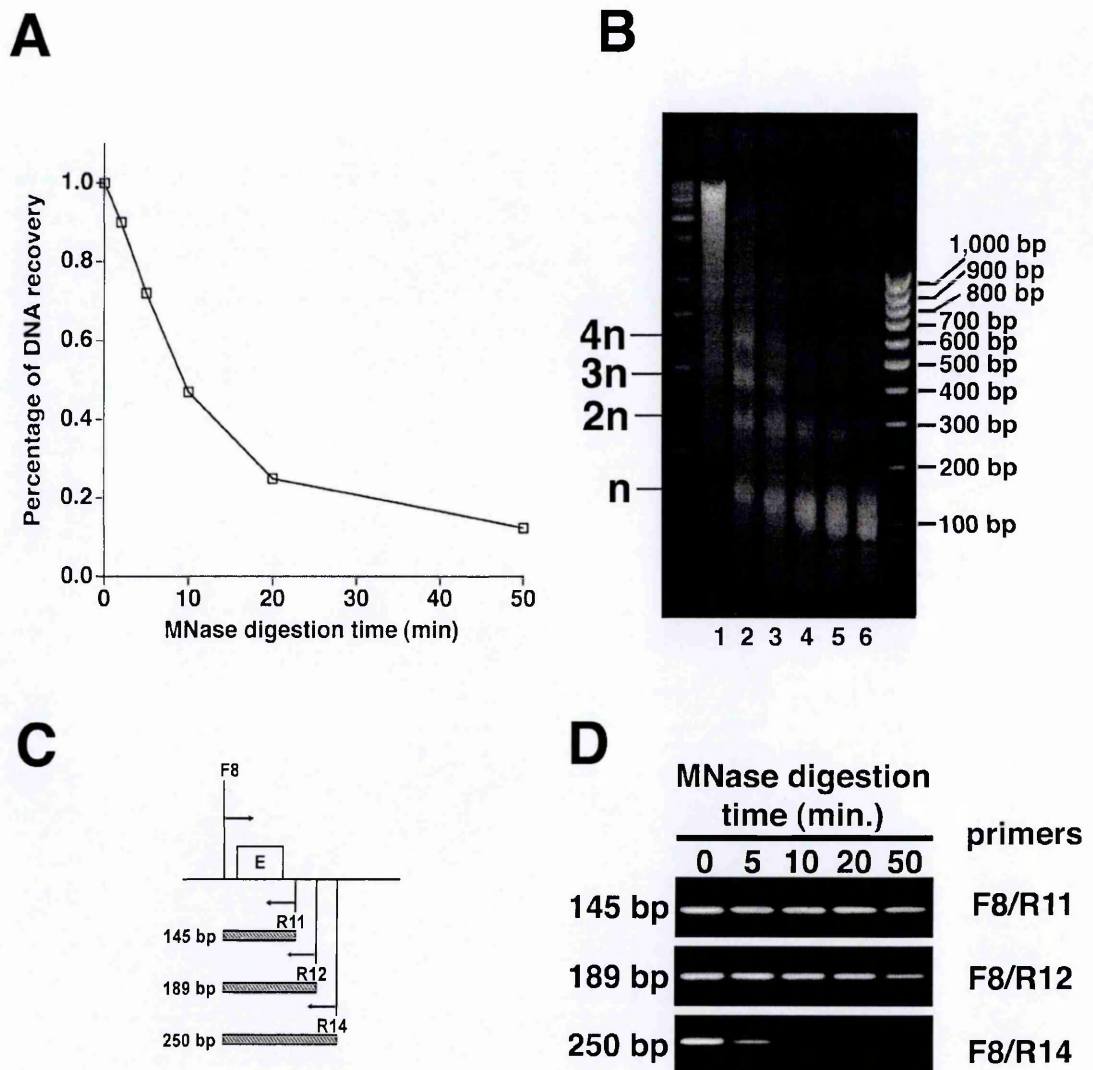 A
1.0
0.8
0.6
0.4
0.2
0.0
Percentage of DNA recovery
0 10 20 30 40 50
MNase digestion time (min)
B
4n
3n
2n
n
1,000 bp
900 bp
800 bp
700 bp
600 bp
500 bp
400 bp
300 bp
200 bp
100 bp
1 2 3 4 5 6
C
F8
E
R11
145 bp
R12
189 bp
R14
250 bp
D
MNase digestion
time (min.)
primers
0 5 10 20 50
145 bp F8/R11
189 bp F8/R12
250 bp F8/R14